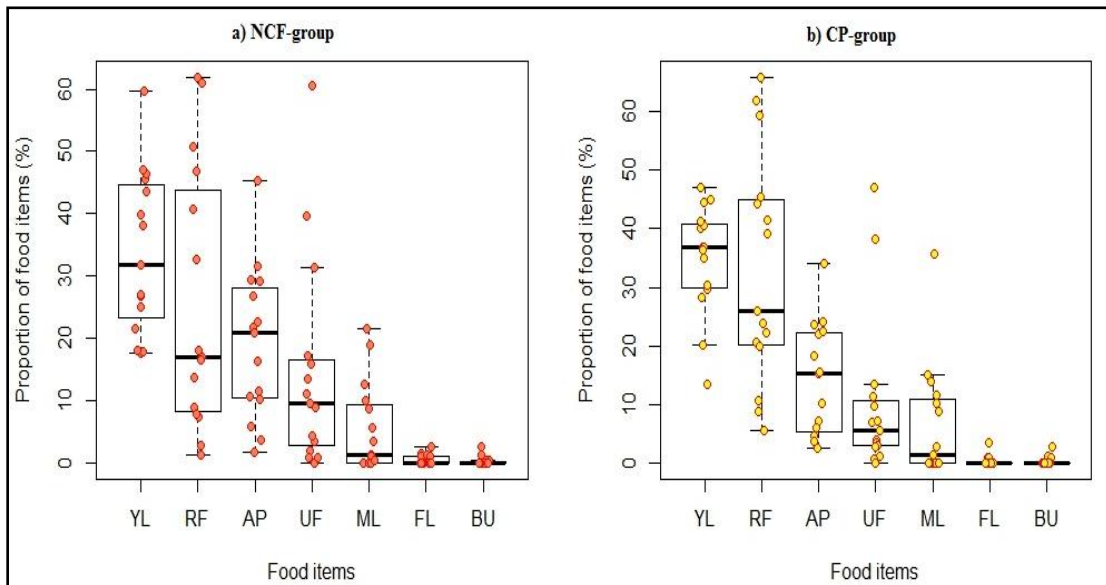 a) NCF-group
Proportion of food items (%)
60
50
40
30
20
10
0
YL RF AP UF ML FL BU
Food items
b) CP-group
Proportion of food items (%)
60
50
40
30
20
10
0
YL RF AP UF ML FL BU
Food items